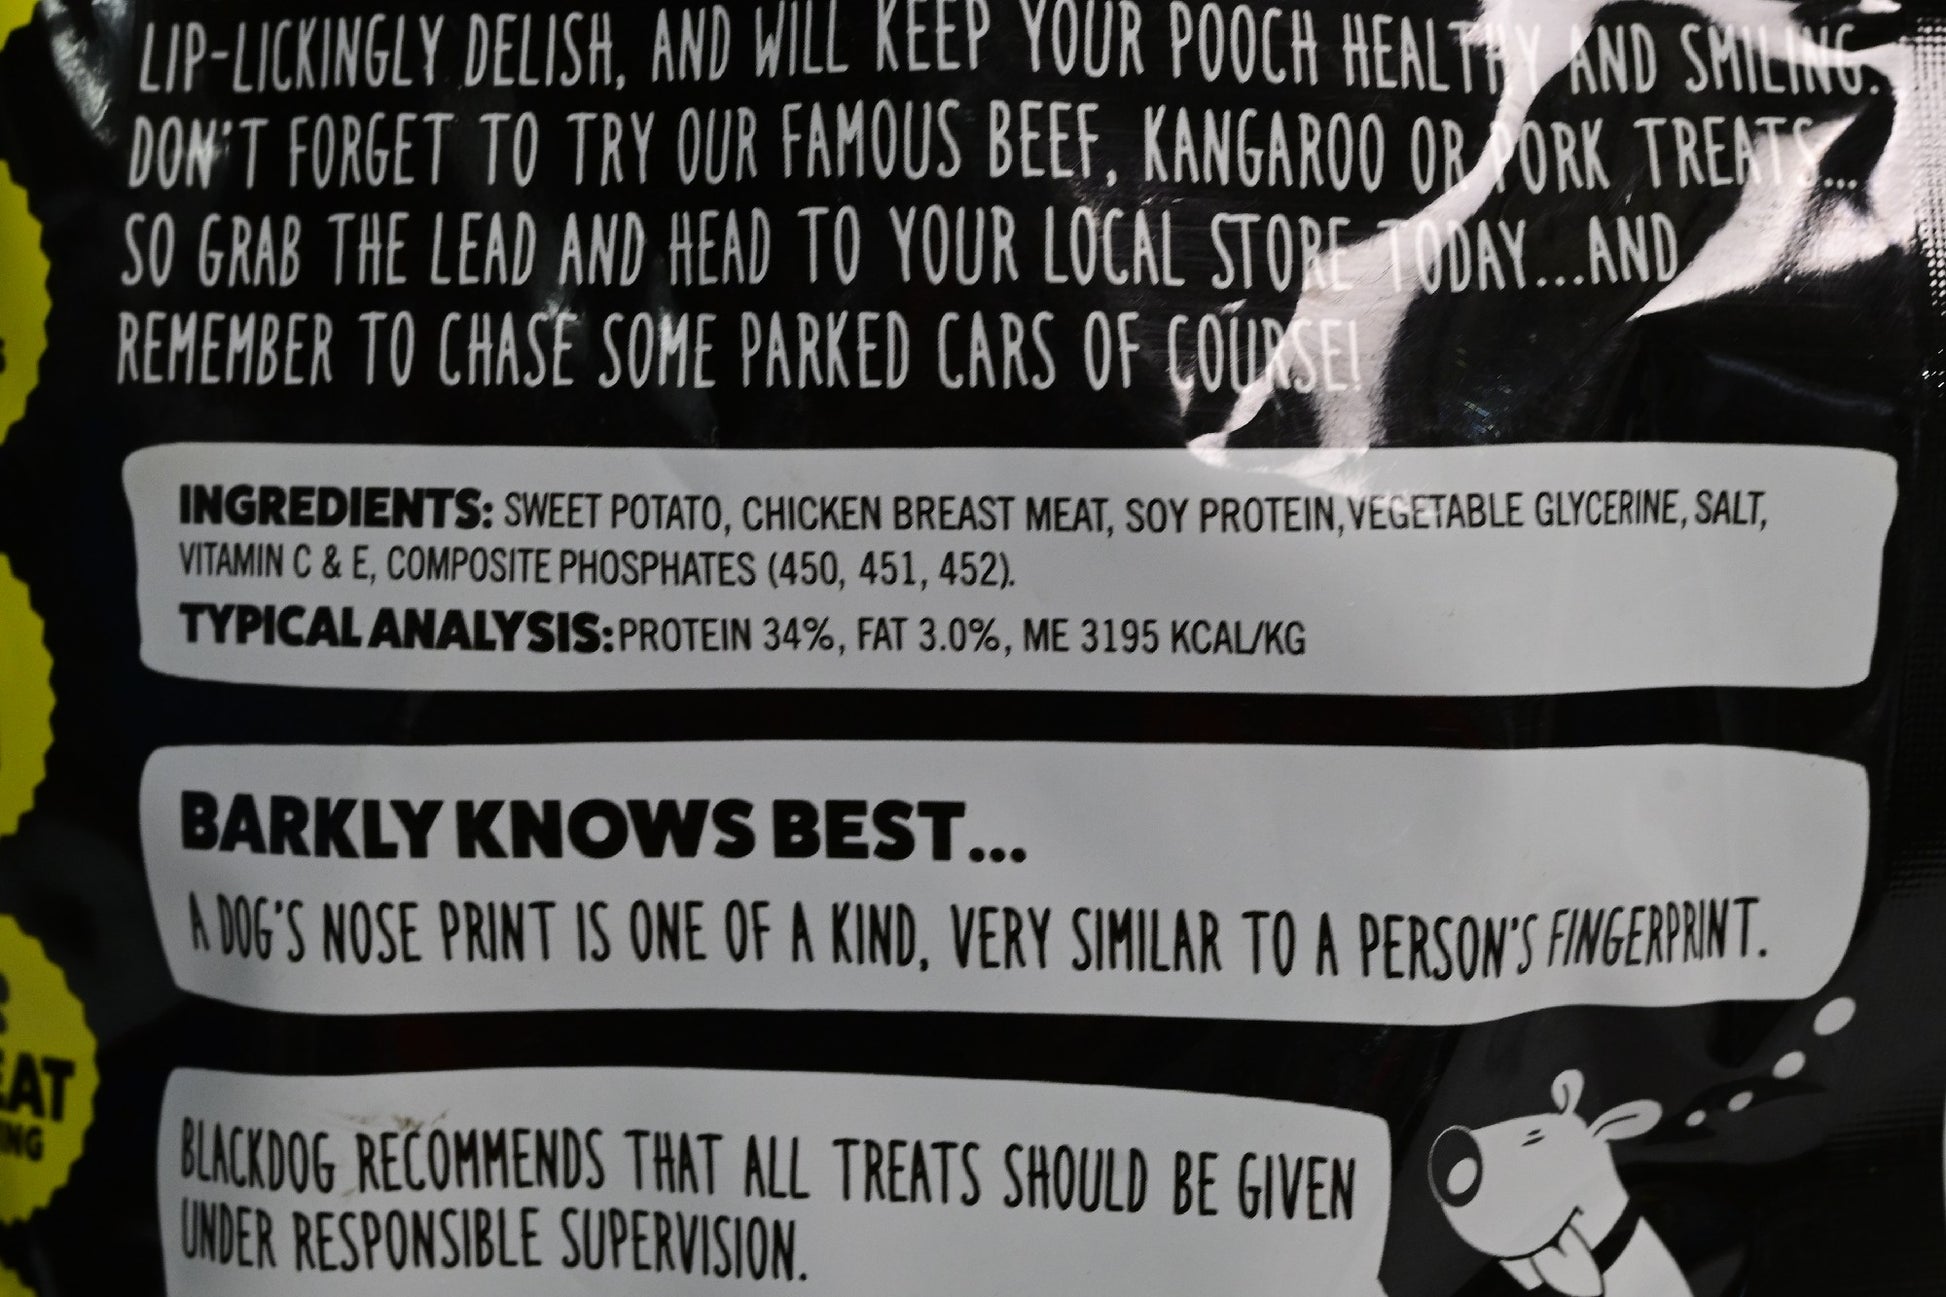 LIP-LICKINGLY DELISH, AND WILL KEEP YOUR POOCH HEALTHY AND SMILING.
DON'T FORGET TO TRY OUR FAMOUS BEEF, KANGAROO OR PORK TREATS...
SO GRAB THE LEAD AND HEAD TO YOUR LOCAL STORE TODAY...AND
REMEMBER TO CHASE SOME PARKED CARS OF COURSE!
INGREDIENTS: SWEET POTATO, CHICKEN BREAST MEAT, SOY PROTEIN, VEGETABLE GLYCERINE, SALT,
VITAMIN C & E, COMPOSITE PHOSPHATES (450, 451, 452).
TYPICAL ANALYSIS: PROTEIN 34%, FAT 3.0%, ME 3195 KCAL/KG
BARKLY KNOWS BEST...
A DOG'S NOSE PRINT IS ONE OF A KIND, VERY SIMILAR TO A PERSON'S FINGERPRINT.
BLACKDOG RECOMMENDS THAT ALL TREATS SHOULD BE GIVEN
UNDER RESPONSIBLE SUPERVISION.